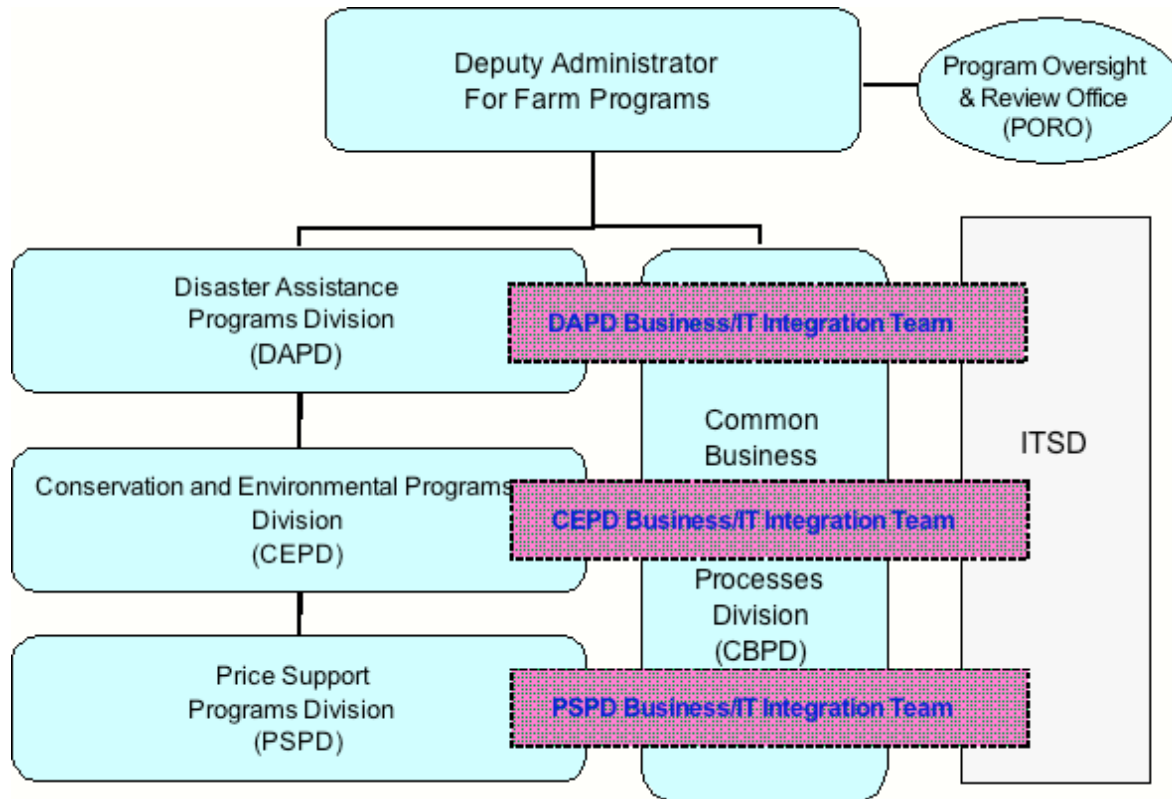 Deputy Administrator
For Farm Programs
Program Oversight
& Review Office
(PORO)
Disaster Assistance
Programs Division
(DAPD)
DAPD Business/IT Integration Team
Common
Business
ITSD
Conservation and Environmental Programs
Division
(CEPD)
CEPD Business/IT Integration Team
Processes
Division
(CBPD)
Price Support
Programs Division
(PSPD)
PSPD Business/IT Integration Team